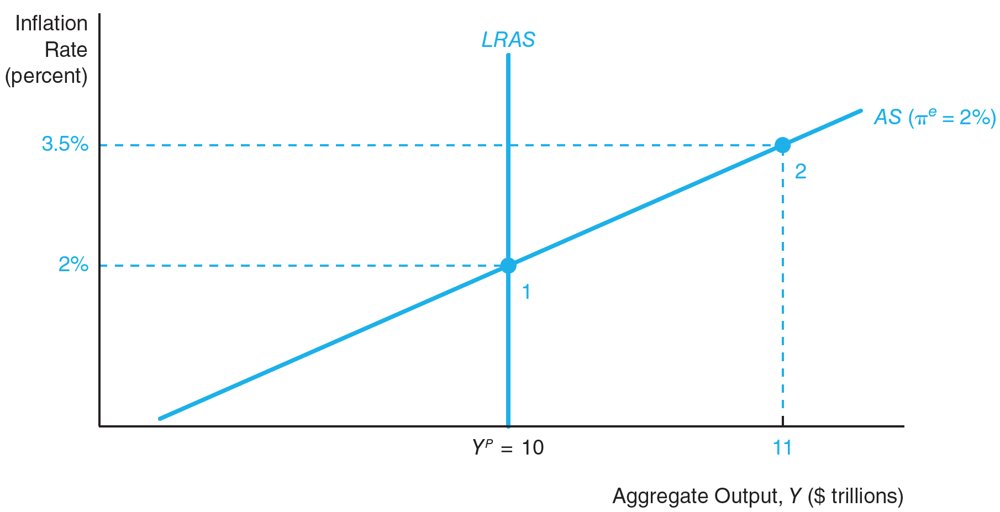 Inflation
Rate
(percent)
LRAS
AS (πᵉ = 2%)
3.5%
2
2%
1
Yᴾ = 10
11
Aggregate Output, Y ($ trillions)